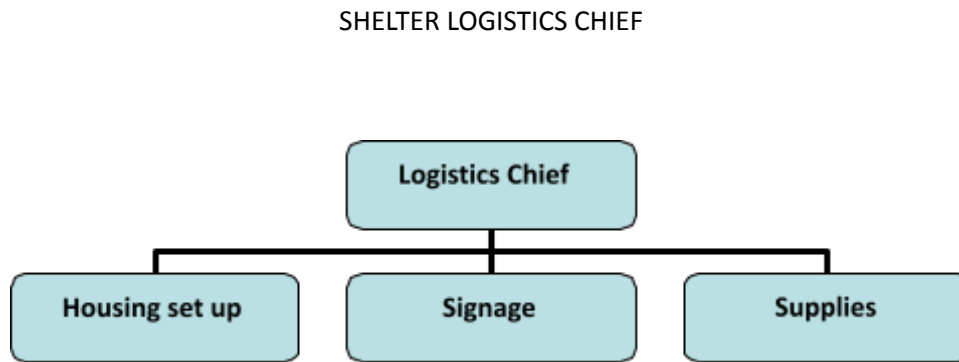 SHELTER LOGISTICS CHIEF
Logistics Chief
Housing set up
Signage
Supplies